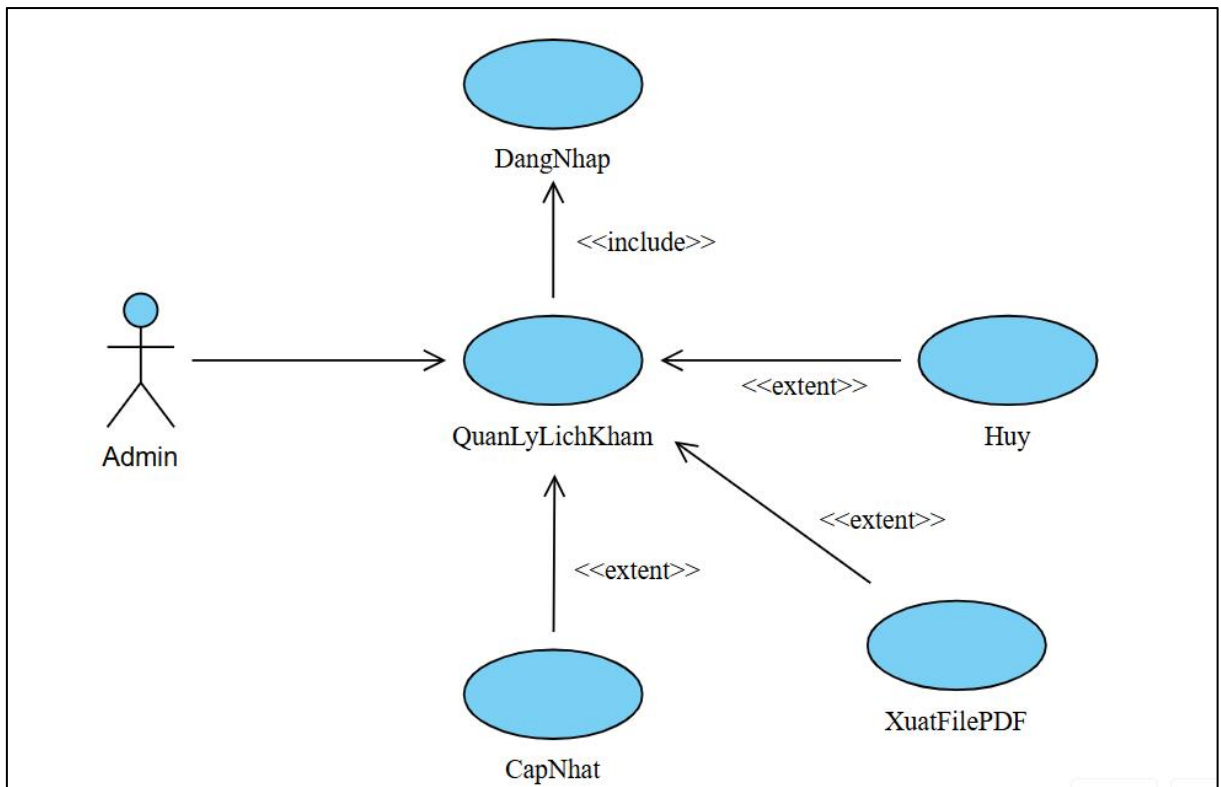 DangNhap
<<include>>
Admin
QuanLyLichKham
<<extent>>
Huy
<<extent>>
<<extent>>
XuatFilePDF
CapNhat